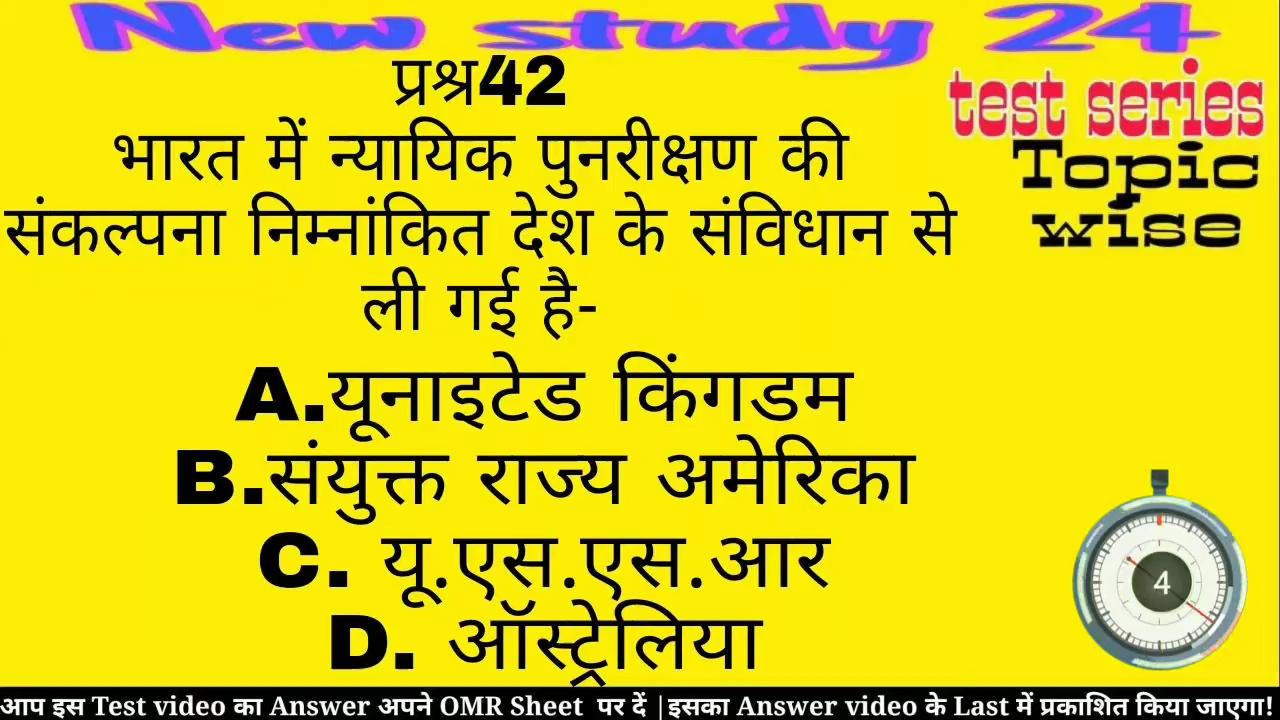 New study 24
test series
Topic
wise
प्रश्न42
भारत में न्यायिक पुनरीक्षण की
संकल्पना निम्नांकित देश के संविधान से
ली गई है-
A.यूनाइटेड किंगडम
B.संयुक्त राज्य अमेरिका
C. यू.एस.एस.आर
D. ऑस्ट्रेलिया
4
आप इस Test video का Answer अपने OMR Sheet पर दें |इसका Answer video के Last में प्रकाशित किया जाएगा!